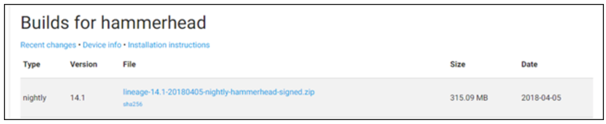 Builds for hammerhead
Recent changes • Device info • Installation instructions
Type Version File Size Date
nightly 14.1 lineage-14.1-20180405-nightly-hammerhead-signed.zip 315.09 MB 2018-04-05
sha256